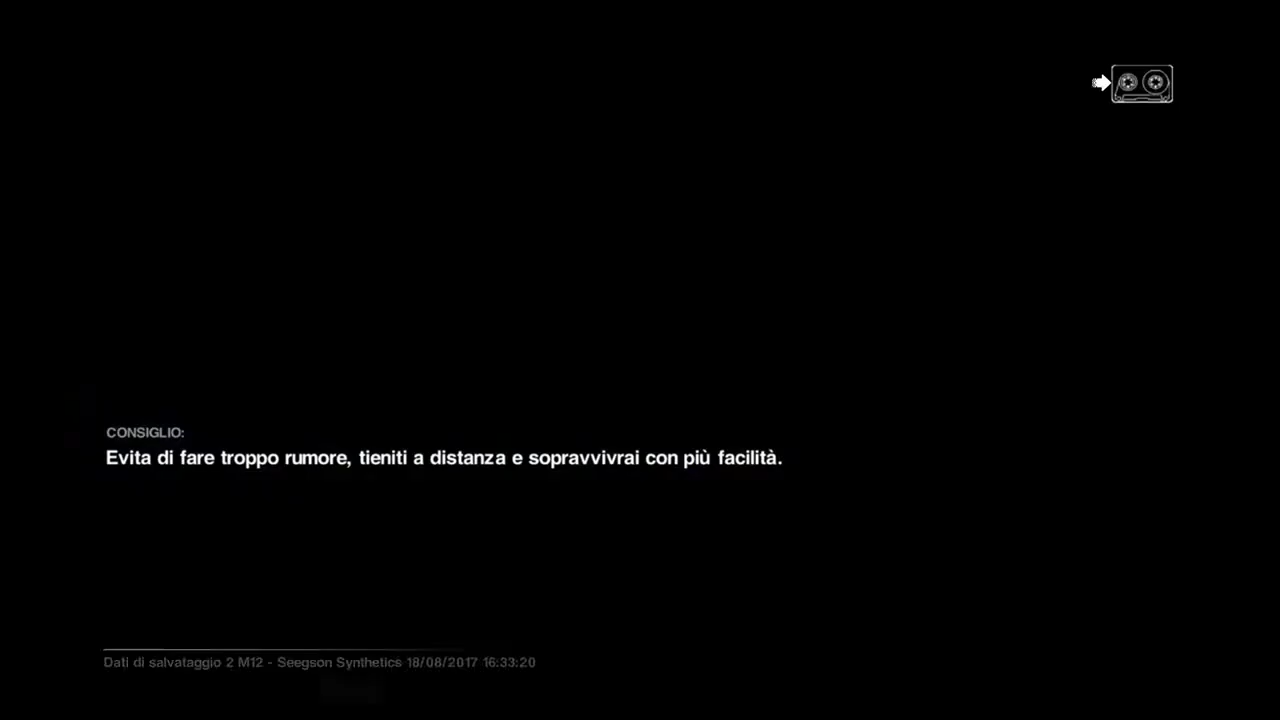 CONSIGLIO:
Evita di fare troppo rumore, tieniti a distanza e sopravvivrai con più facilità.
Dati di salvataggio 2 M12 - Seegson Synthetics 18/08/2017 16:33:20